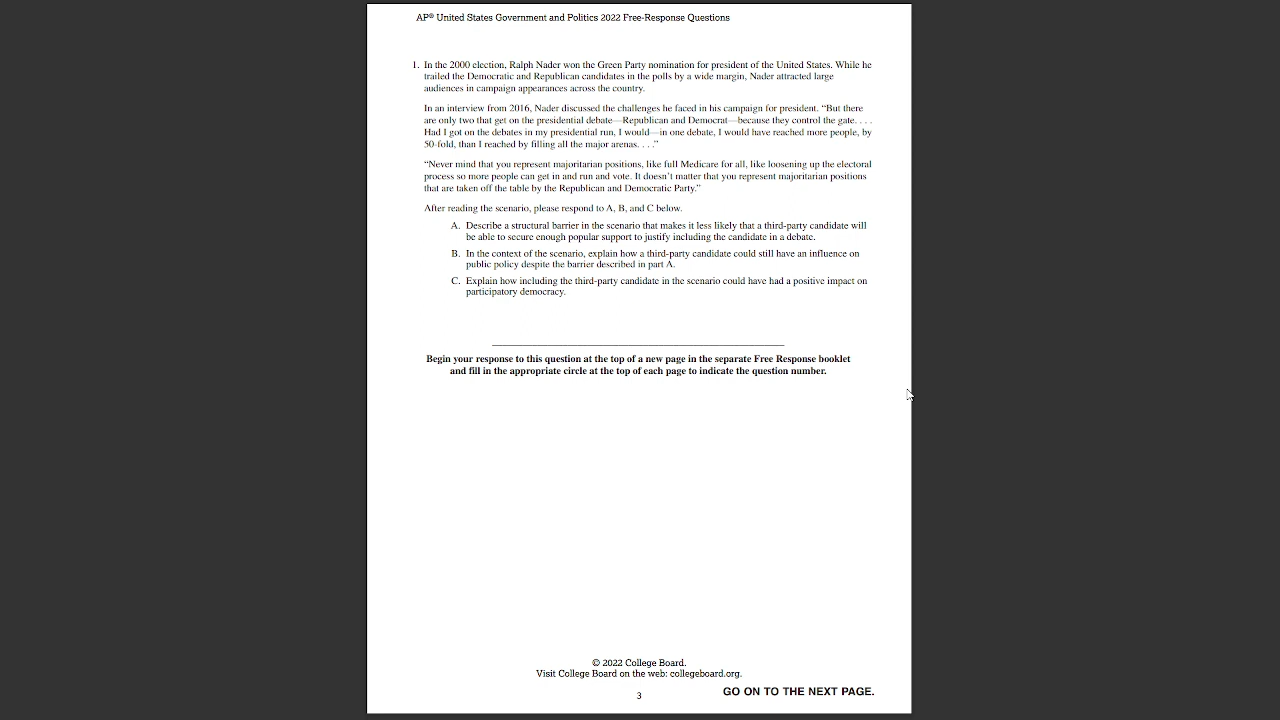 AP® United States Government and Politics 2022 Free-Response Questions
1. In the 2000 election, Ralph Nader won the Green Party nomination for president of the United States. While he
trailed the Democratic and Republican candidates in the polls by a wide margin, Nader attracted large
audiences in campaign appearances across the country.
In an interview from 2016, Nader discussed the challenges he faced in his campaign for president. “But there
are only two that get on the presidential debate—Republican and Democrat—because they control the gate. . . .
Had I got on the debates in my presidential run, I would—in one debate, I would have reached more people, by
50-fold, than I reached by filling all the major arenas. . . .”
“Never mind that you represent majoritarian positions, like full Medicare for all, like loosening up the electoral
process so more people can get in and run and vote. It doesn’t matter that you represent majoritarian positions
that are taken off the table by the Republican and Democratic Party.”
After reading the scenario, please respond to A, B, and C below.
A. Describe a structural barrier in the scenario that makes it less likely that a third-party candidate will
be able to secure enough popular support to justify including the candidate in a debate.
B. In the context of the scenario, explain how a third-party candidate could still have an influence on
public policy despite the barrier described in part A.
C. Explain how including the third-party candidate in the scenario could have had a positive impact on
participatory democracy.
Begin your response to this question at the top of a new page in the separate Free Response booklet
and fill in the appropriate circle at the top of each page to indicate the question number.
© 2022 College Board.
Visit College Board on the web: collegeboard.org.
3
GO ON TO THE NEXT PAGE.